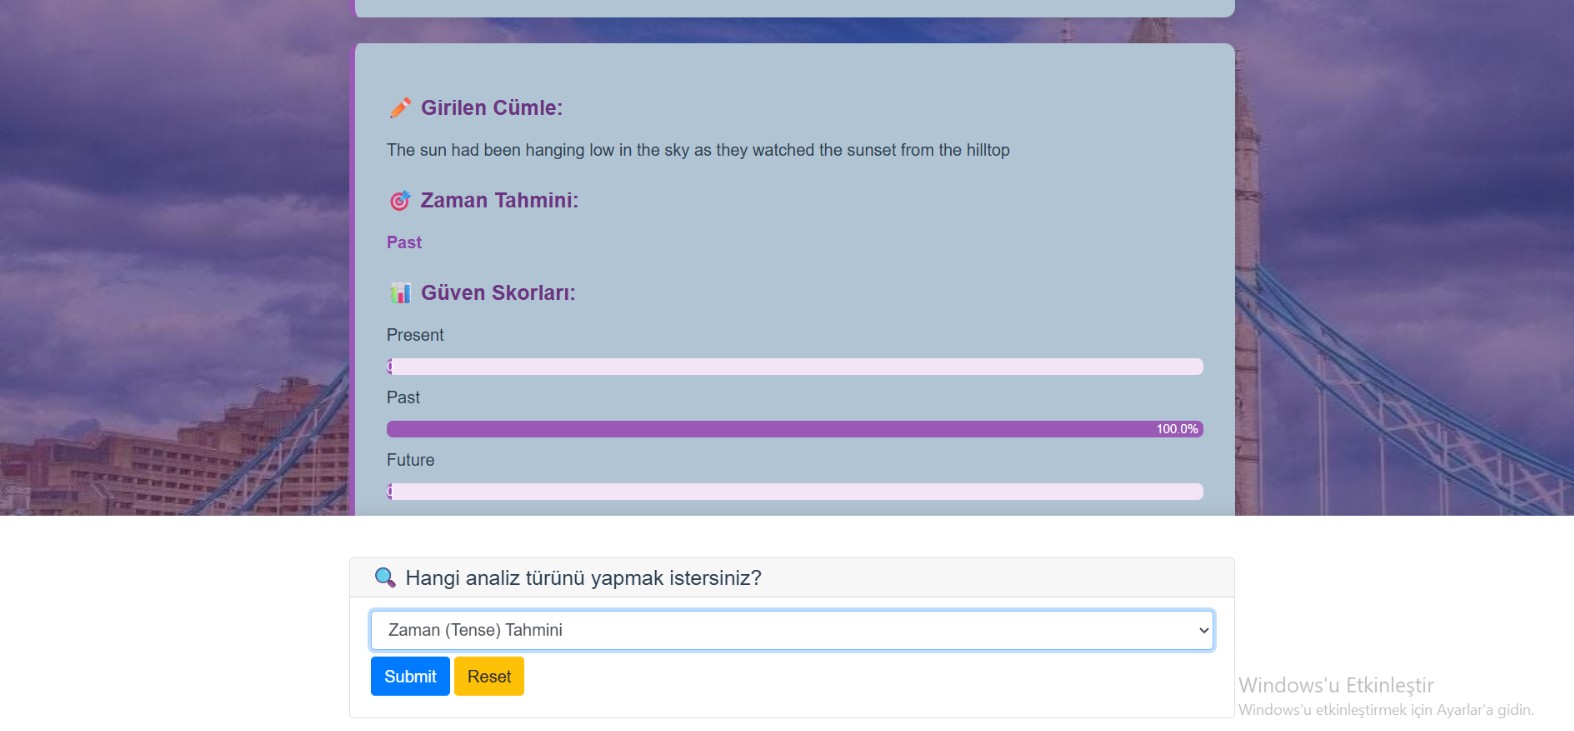 Girilen Cümle:
The sun had been hanging low in the sky as they watched the sunset from the hilltop
Zaman Tahmini:
Past
Güven Skorları:
Present
Past
100.0%
Future
Hangi analiz türünü yapmak istersiniz?
Zaman (Tense) Tahmini
Submit Reset
Windows'u Etkinleştir
Windows'u etkinleştirmek için Ayarlar'a gidin.